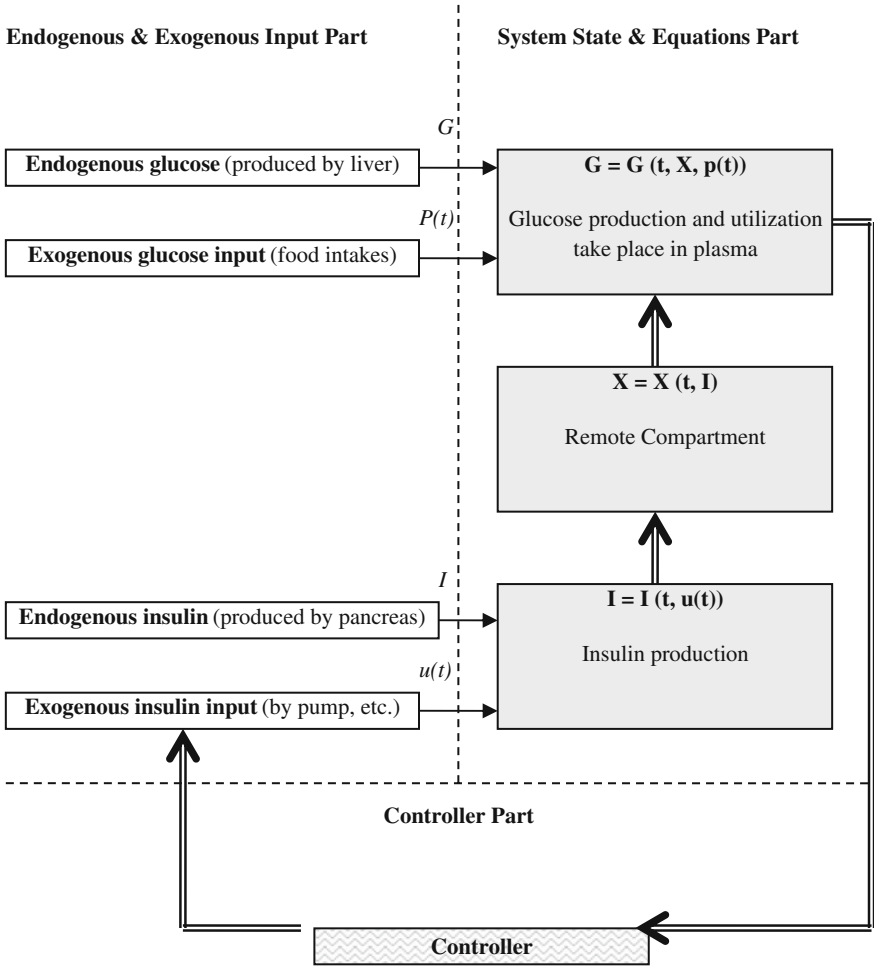 Endogenous & Exogenous Input Part
System State & Equations Part
G
Endogenous glucose (produced by liver)
P(t)
Exogenous glucose input (food intakes)
G = G (t, X, p(t))
Glucose production and utilization
take place in plasma
X = X (t, I)
Remote Compartment
I
Endogenous insulin (produced by pancreas)
u(t)
Exogenous insulin input (by pump, etc.)
I = I (t, u(t))
Insulin production
Controller Part
Controller